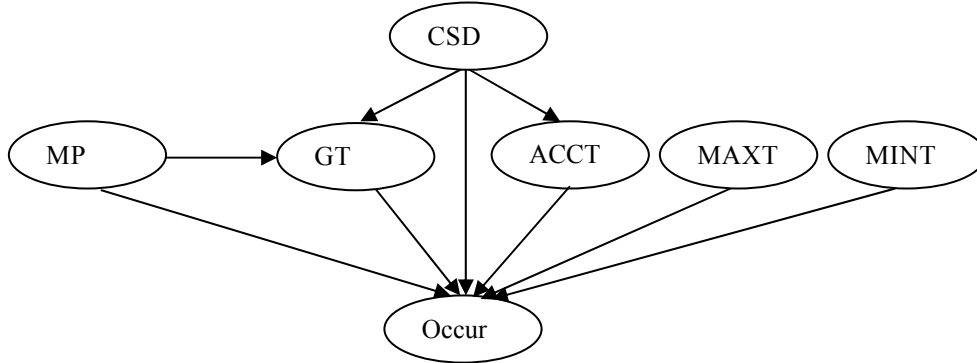 CSD
MP
GT
ACCT
MAXT
MINT
Occur